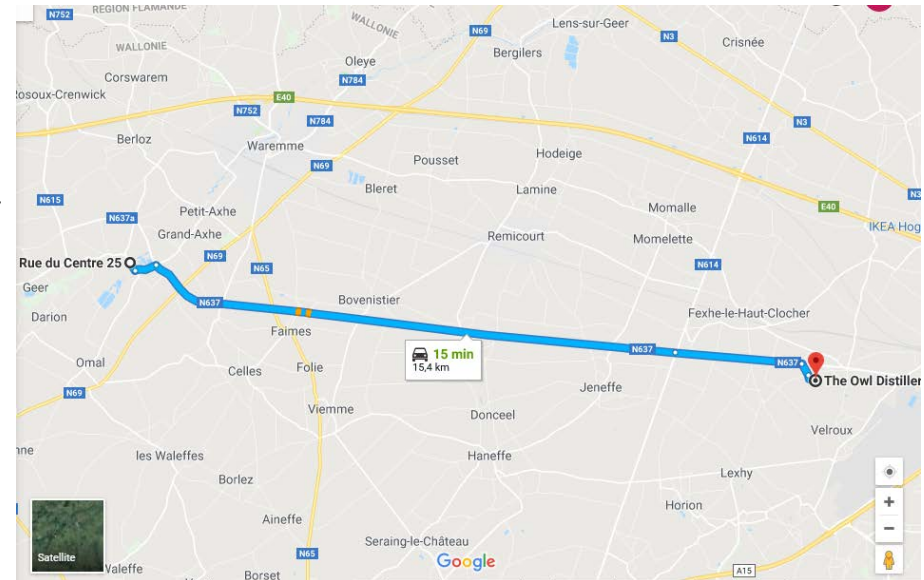 REGION FLAMANDE
N752
WALLONIE
WALLONIE
N69
Lens-sur-Geer
N3
Crisnée
Bergilers
Oleye
N784
Corswarem
Rosoux-Crenwick
E40
N752
N784
N3
Berloz
Waremme
N614
N69
Pousset
Hodeige
Bleret
Lamine
N615
Petit-Axhe
N637a
Momalle
E40
Grand-Axhe
Remicourt
Momelette
IKEA Hog
N69
Rue du Centre 25
N65
N614
Geer
Bovenistier
N637
Darion
Fexhe-le-Haut-Clocher
Faimes
15 min
15,4 km
N637
N637
Omal
Celles
Folie
The Owl Distiller
Jeneffe
N69
Viemme
Donceel
Velroux
les Waleffes
Haneffe
Lexhy
Borlez
Horion
Aineffe
Seraing-le-Château
N65
Google
Satellite
Borset
A15